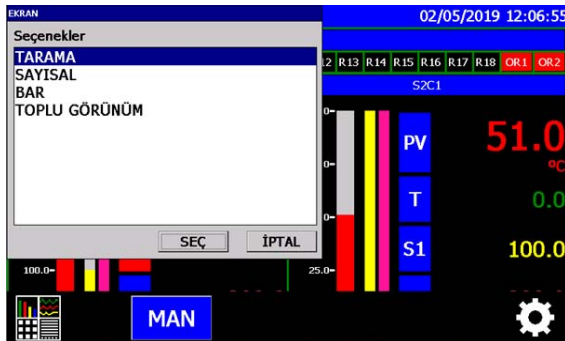 EKRAN
02/05/2019 12:06:55
Seçenekler
TARAMA
SAYISAL
BAR
TOPLU GÖRÜNÜM
SEÇ
İPTAL
R13 R14 R15 R16 R17 R18 OR1 OR2
S2C1
PV
51.0
ºC
T
0.0
S1
100.0
100.0-
25.0-
MAN